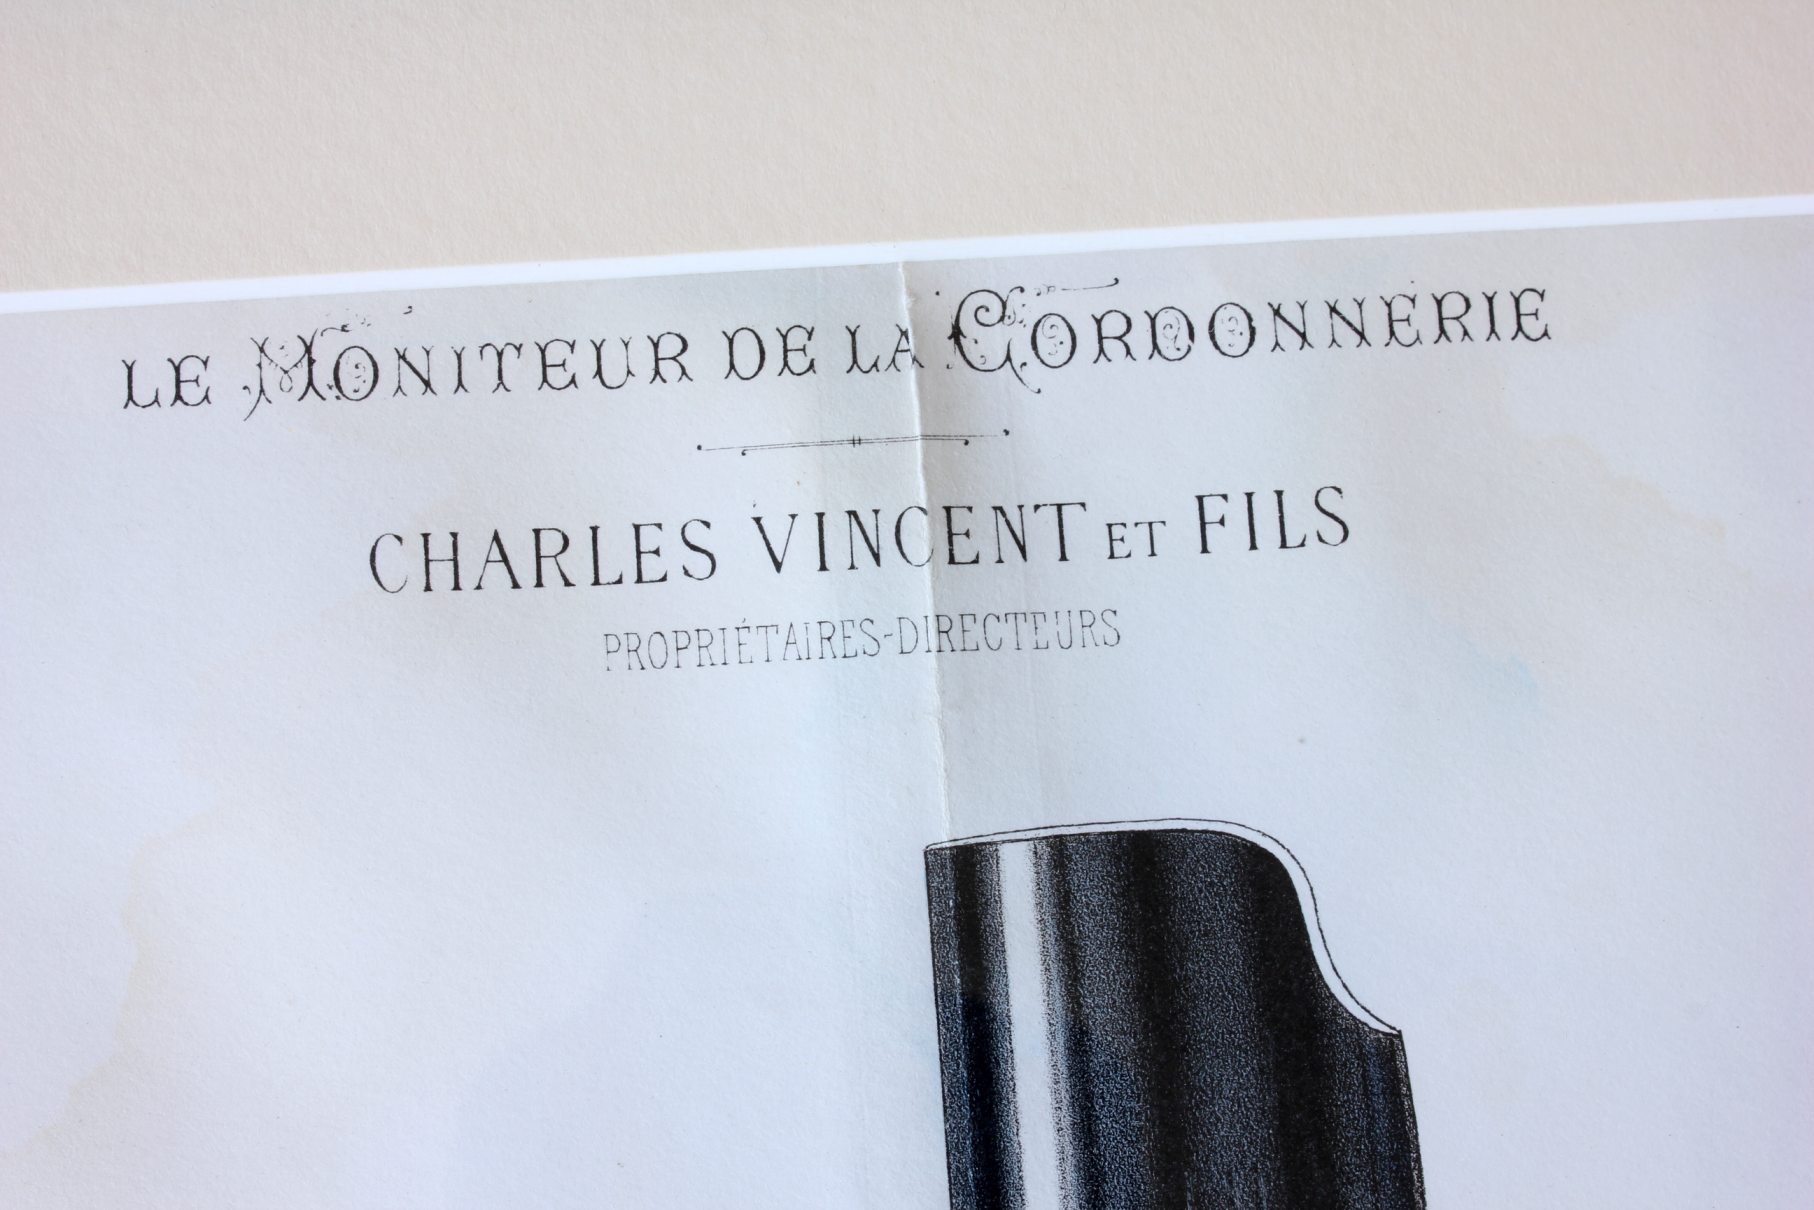 LE MONITEUR DE LA CORDONNERIE
CHARLES VINCENT ET FILS
PROPRIÉTAIRES-DIRECTEURS